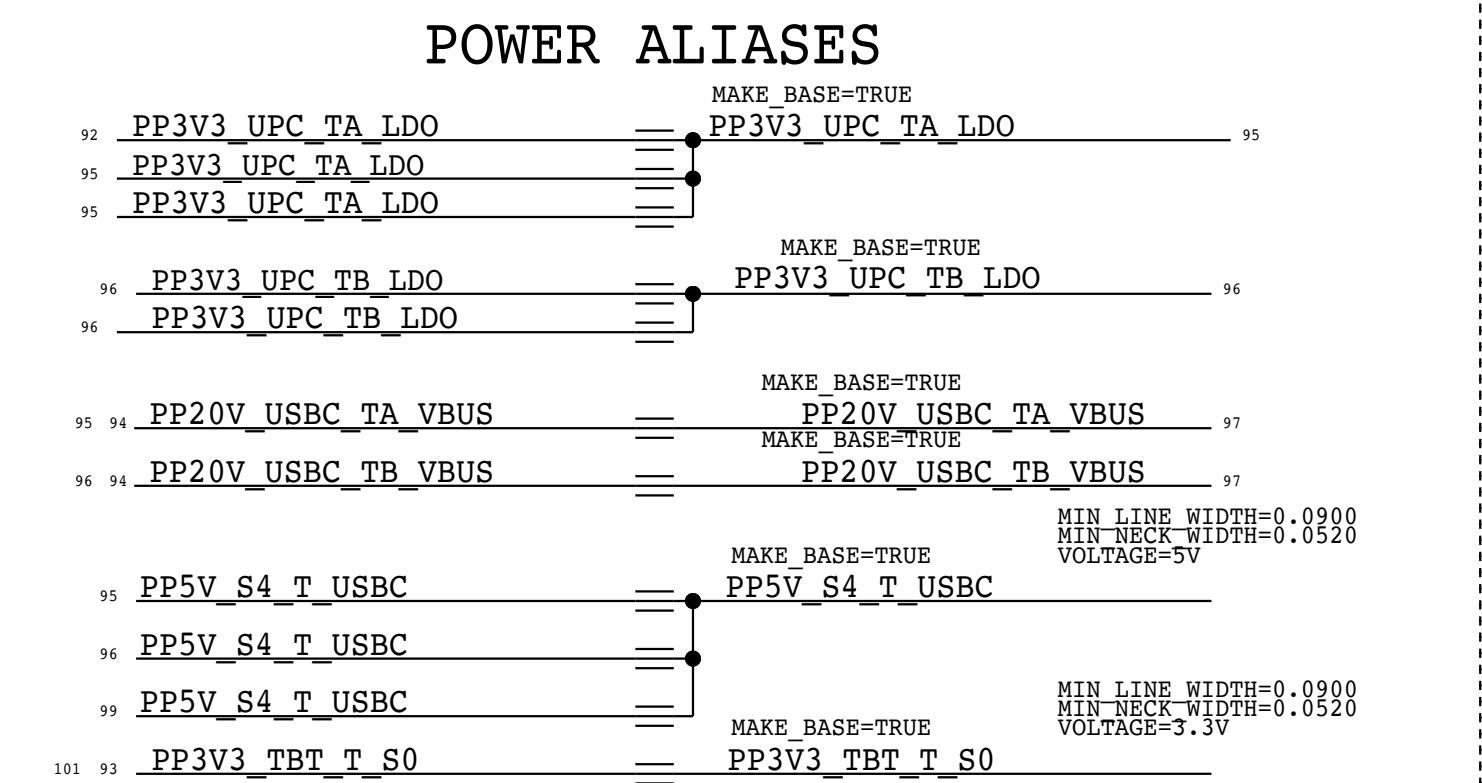 POWER ALIASES
MAKE_BASE=TRUE
92 PP3V3_UPC_TA_LDO PP3V3_UPC_TA_LDO 95
95 PP3V3_UPC_TA_LDO
95 PP3V3_UPC_TA_LDO
MAKE_BASE=TRUE
96 PP3V3_UPC_TB_LDO PP3V3_UPC_TB_LDO 96
96 PP3V3_UPC_TB_LDO
MAKE_BASE=TRUE
95 94 PP20V_USBC_TA_VBUS PP20V_USBC_TA_VBUS 97
MAKE_BASE=TRUE
96 94 PP20V_USBC_TB_VBUS PP20V_USBC_TB_VBUS 97
MIN_LINE_WIDTH=0.0900
MIN_NECK_WIDTH=0.0520
MAKE_BASE=TRUE VOLTAGE=5V
95 PP5V_S4_T_USBC PP5V_S4_T_USBC
96 PP5V_S4_T_USBC
99 PP5V_S4_T_USBC
MIN_LINE_WIDTH=0.0900
MIN_NECK_WIDTH=0.0520
MAKE_BASE=TRUE VOLTAGE=3.3V
101 93 PP3V3_TBT_T_S0 PP3V3_TBT_T_S0